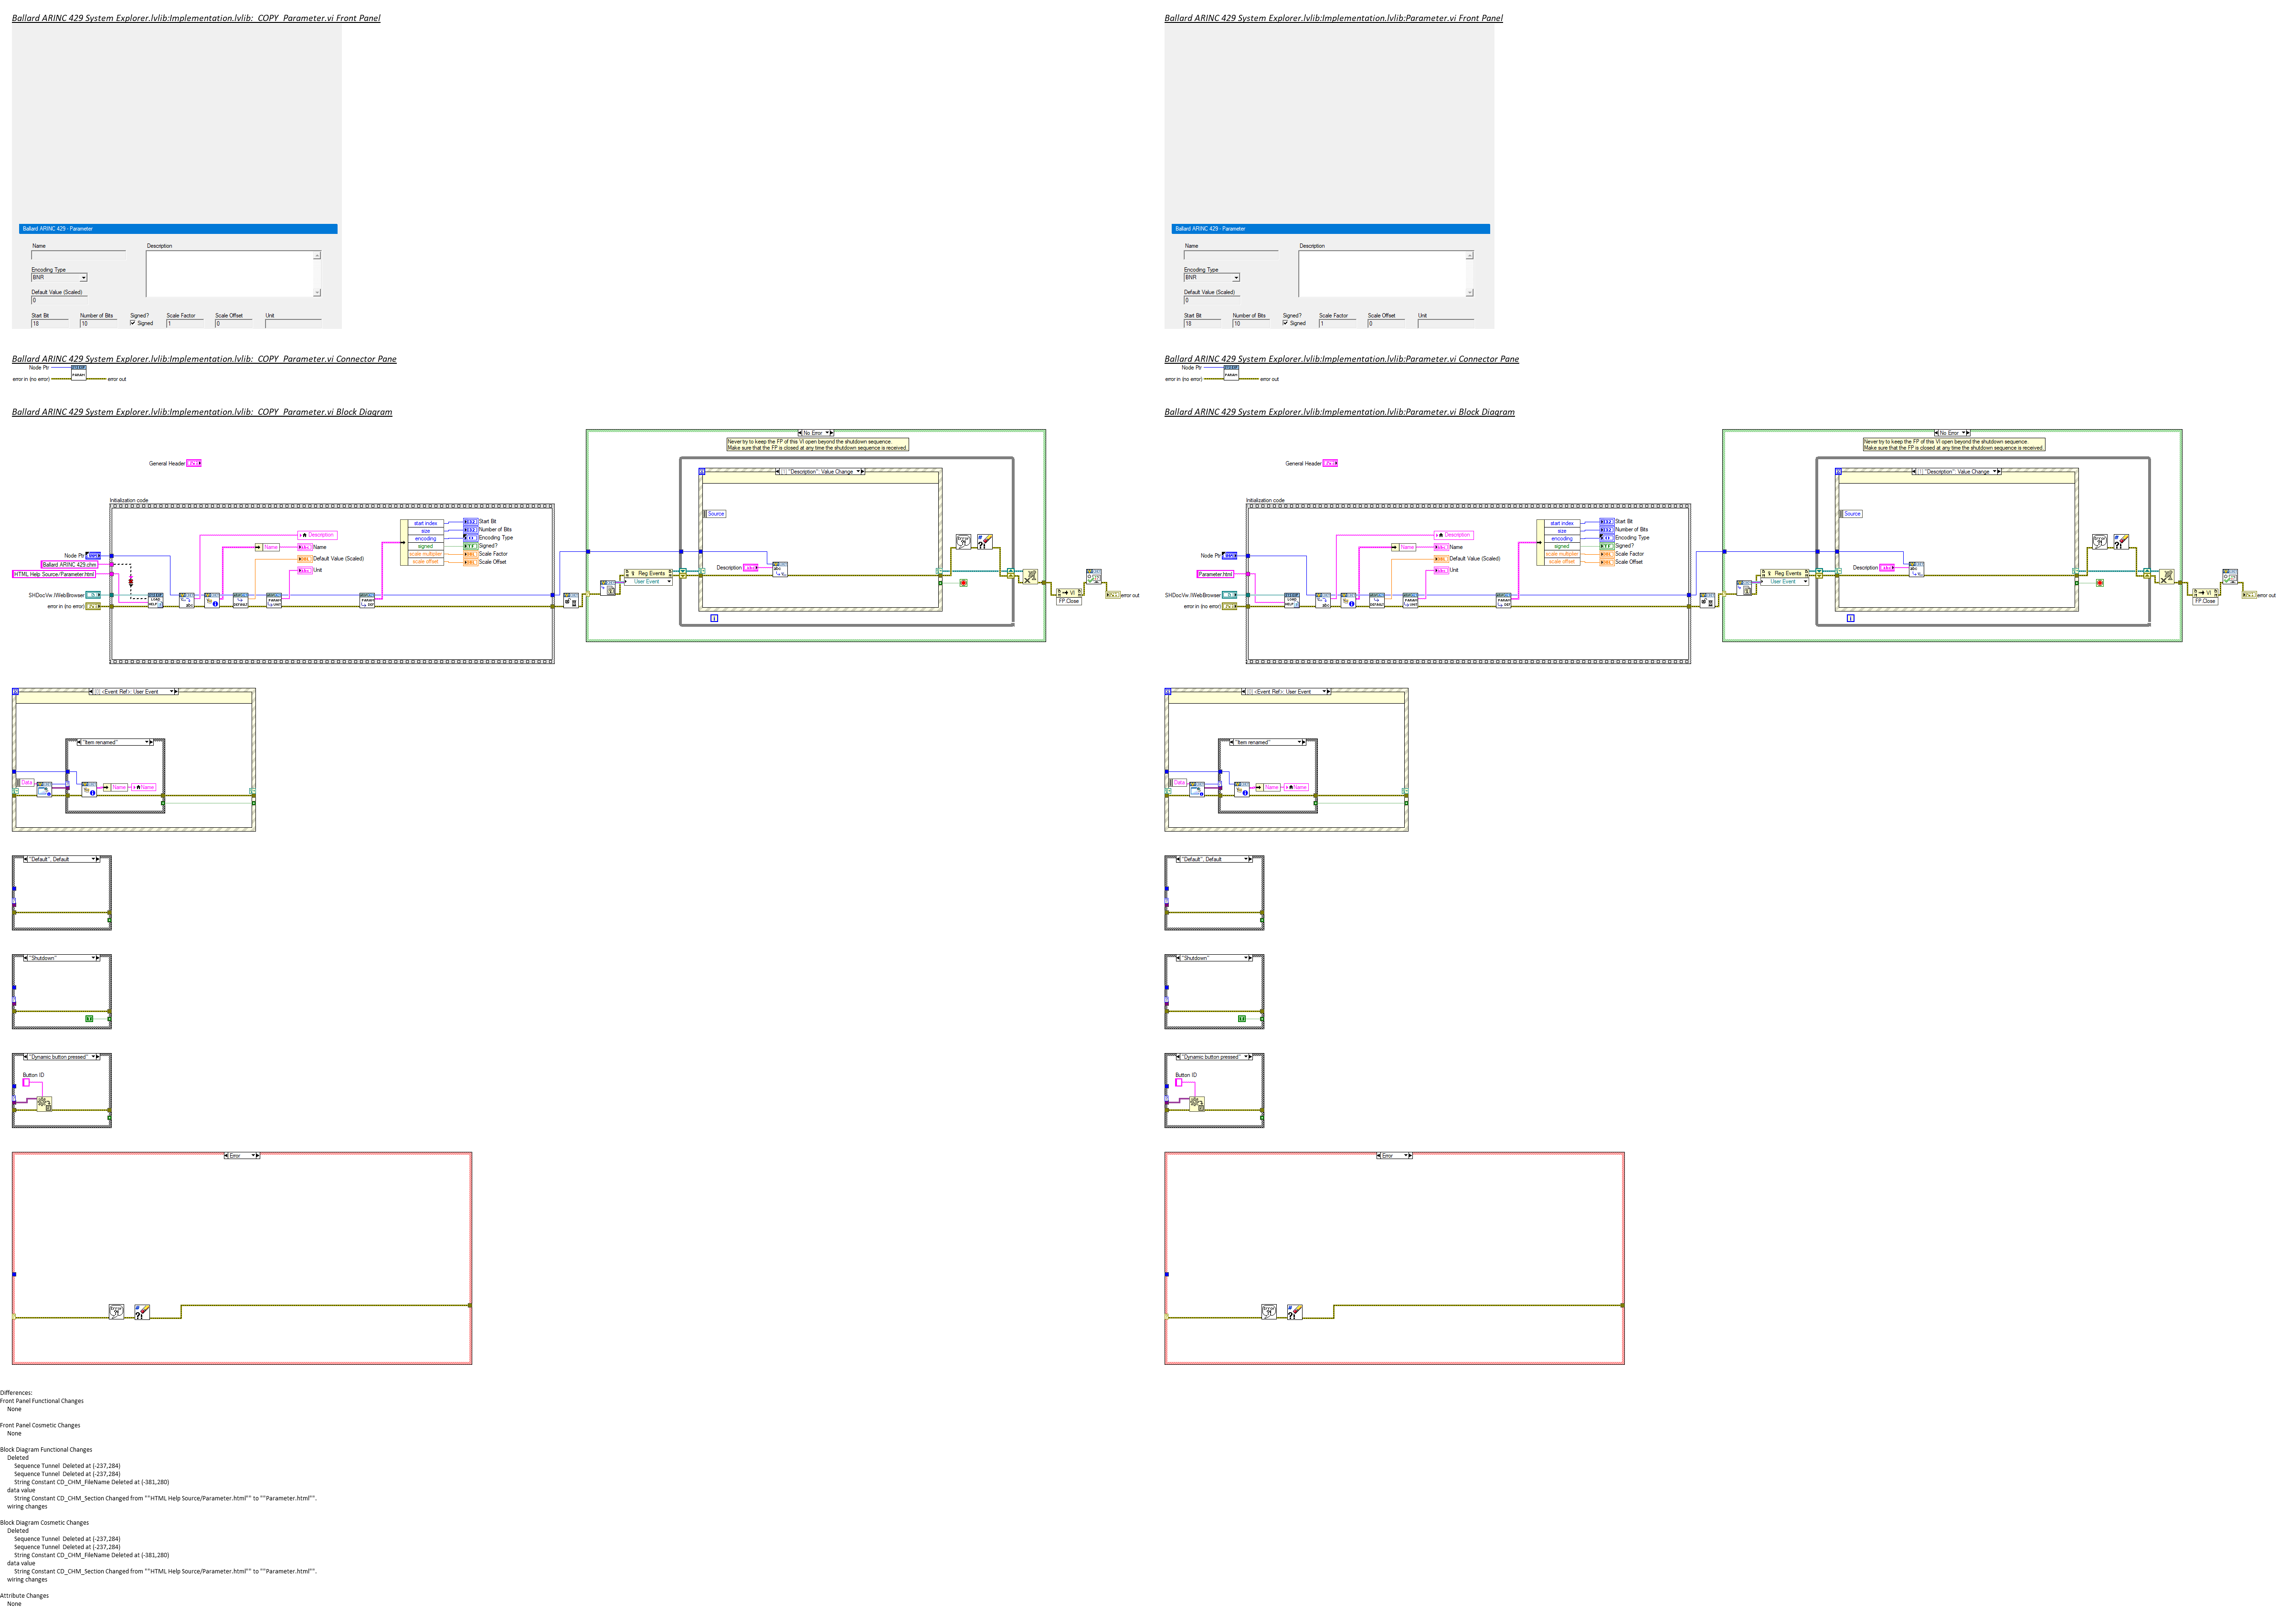 Ballard ARINC 429 System Explorer.lvlib:Implementation.lvlib:_COPY_Parameter.vi Front Panel
Ballard ARINC 429 - Parameter
Name
Description
Encoding Type
BNR
Default Value (Scaled)
0
Start Bit
Number of Bits
Signed?
Scale Factor
Scale Offset
Unit
18
10
Signed
1
0
Ballard ARINC 429 System Explorer.lvlib:Implementation.lvlib:_COPY_Parameter.vi Connector Pane
Node Ptr
error in (no error)
PARAM
error out
Ballard ARINC 429 System Explorer.lvlib:Implementation.lvlib:_COPY_Parameter.vi Block Diagram
No Error
Never try to keep the FP of this VI open beyond the shutdown sequence.
Make sure that the FP is closed at any time the shutdown sequence is received.
General Header
[1] "Description": Value Change
Initialization code
Source
start index
Start Bit
size
Number of Bits
encoding
Encoding Type
signed
Signed?
scale multiplier
Scale Factor
scale offset
Scale Offset
Description
Name
Name
Default Value (Scaled)
Unit
Node Ptr
Ballard ARINC 429.chm
HTML Help Source/Parameter.html
SHDocVw.IWebBrowser
error in (no error)
Reg Events
User Event
Description
VI
FP Close
error out
[0] <Event Ref>: User Event
"Item renamed"
Data
Name
Name
"Default", Default
"Shutdown"
"Dynamic button pressed"
Button ID
Error
Ballard ARINC 429 System Explorer.lvlib:Implementation.lvlib:Parameter.vi Front Panel
Ballard ARINC 429 - Parameter
Name
Description
Encoding Type
BNR
Default Value (Scaled)
0
Start Bit
Number of Bits
Signed?
Scale Factor
Scale Offset
Unit
18
10
Signed
1
0
Ballard ARINC 429 System Explorer.lvlib:Implementation.lvlib:Parameter.vi Connector Pane
Node Ptr
error in (no error)
PARAM
error out
Ballard ARINC 429 System Explorer.lvlib:Implementation.lvlib:Parameter.vi Block Diagram
No Error
Never try to keep the FP of this VI open beyond the shutdown sequence.
Make sure that the FP is closed at any time the shutdown sequence is received.
General Header
[1] "Description": Value Change
Initialization code
Source
start index
Start Bit
size
Number of Bits
encoding
Encoding Type
signed
Signed?
scale multiplier
Scale Factor
scale offset
Scale Offset
Description
Name
Name
Default Value (Scaled)
Unit
Node Ptr
Parameter.html
SHDocVw.IWebBrowser
error in (no error)
Reg Events
User Event
Description
VI
FP Close
error out
[0] <Event Ref>: User Event
"Item renamed"
Data
Name
Name
"Default", Default
"Shutdown"
"Dynamic button pressed"
Button ID
Error
Differences:
Front Panel Functional Changes
None
Front Panel Cosmetic Changes
None
Block Diagram Functional Changes
Deleted
Sequence Tunnel  Deleted at (-237,284)
Sequence Tunnel  Deleted at (-237,284)
String Constant CD_CHM_FileName Deleted at (-381,280)
data value
String Constant CD_CHM_Section Changed from ""HTML Help Source/Parameter.html"" to ""Parameter.html"".
wiring changes
Block Diagram Cosmetic Changes
Deleted
Sequence Tunnel  Deleted at (-237,284)
Sequence Tunnel  Deleted at (-237,284)
String Constant CD_CHM_FileName Deleted at (-381,280)
data value
String Constant CD_CHM_Section Changed from ""HTML Help Source/Parameter.html"" to ""Parameter.html"".
wiring changes
Attribute Changes
None